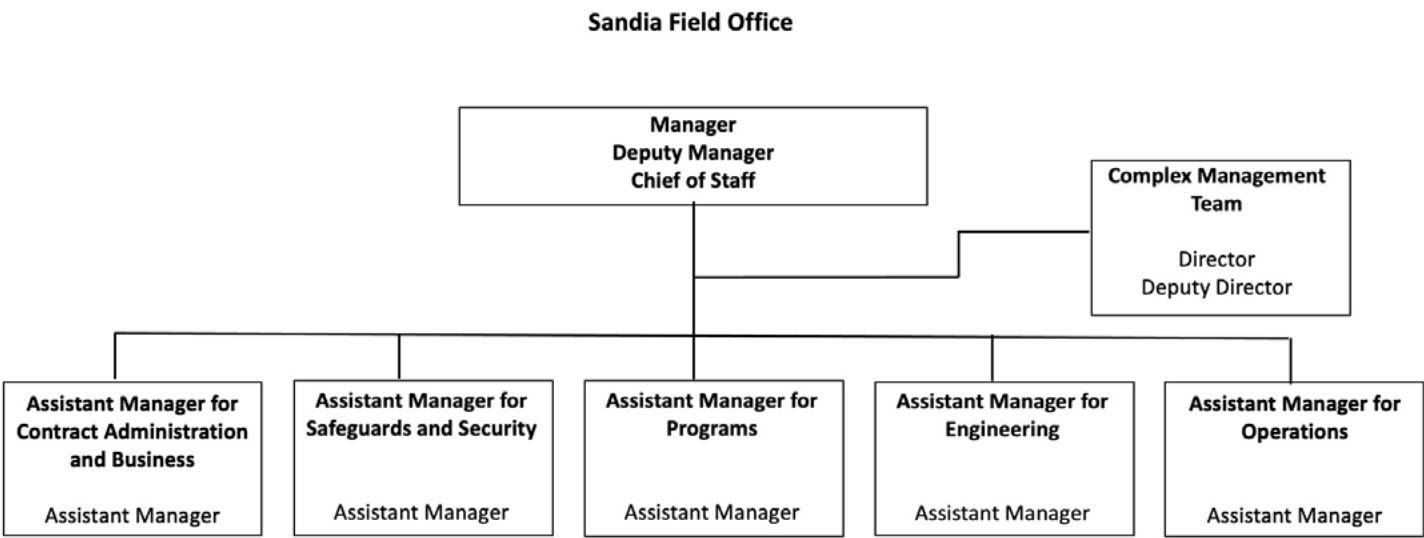 Sandia Field Office
Manager
Deputy Manager
Chief of Staff
Complex Management
Team
Director
Deputy Director
Assistant Manager for
Contract Administration
and Business
Assistant Manager
Assistant Manager for
Safeguards and Security
Assistant Manager
Assistant Manager for
Programs
Assistant Manager
Assistant Manager for
Engineering
Assistant Manager
Assistant Manager for
Operations
Assistant Manager